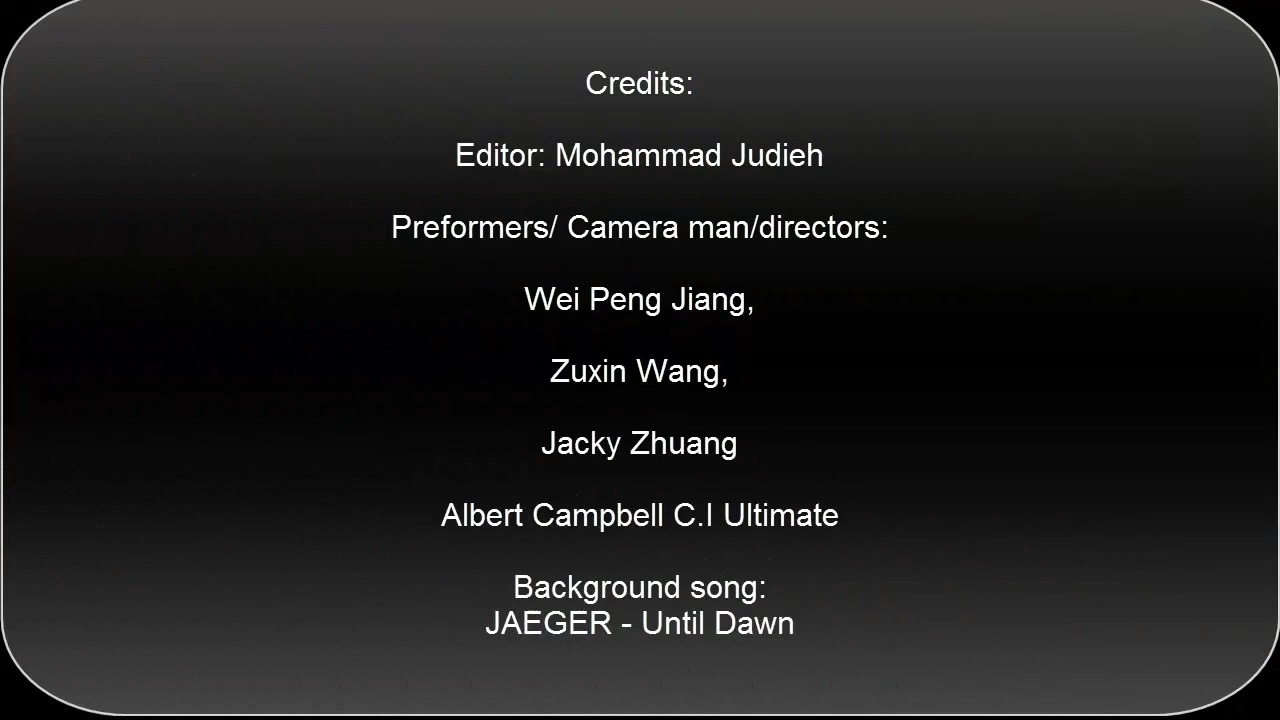 Credits:
Editor: Mohammad Judieh
Preformers/ Camera man/directors:
Wei Peng Jiang,
Zuxin Wang,
Jacky Zhuang
Albert Campbell C.I Ultimate
Background song:
JAEGER - Until Dawn